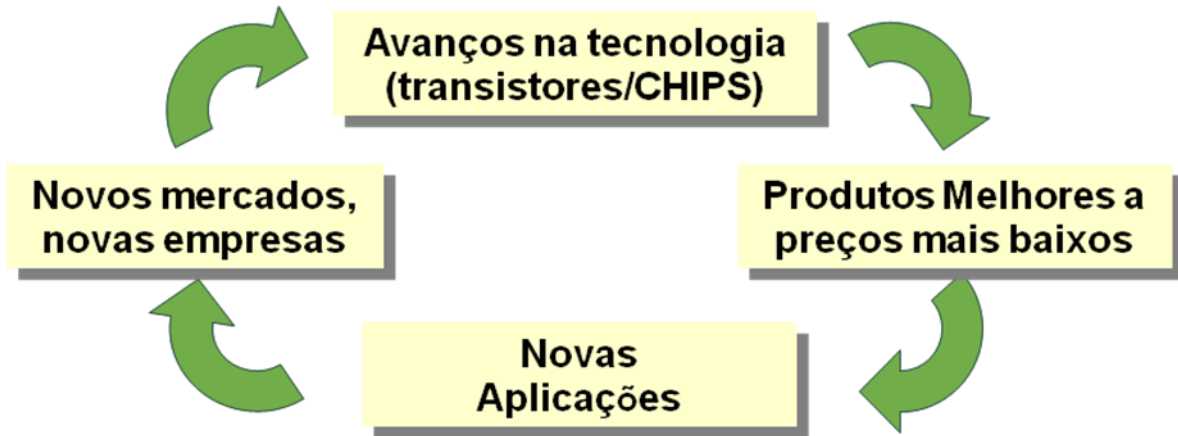 Avanços na tecnologia
(transistores/CHIPS)
Novos mercados,
novas empresas
Produtos Melhores a
preços mais baixos
Novas
Aplicações